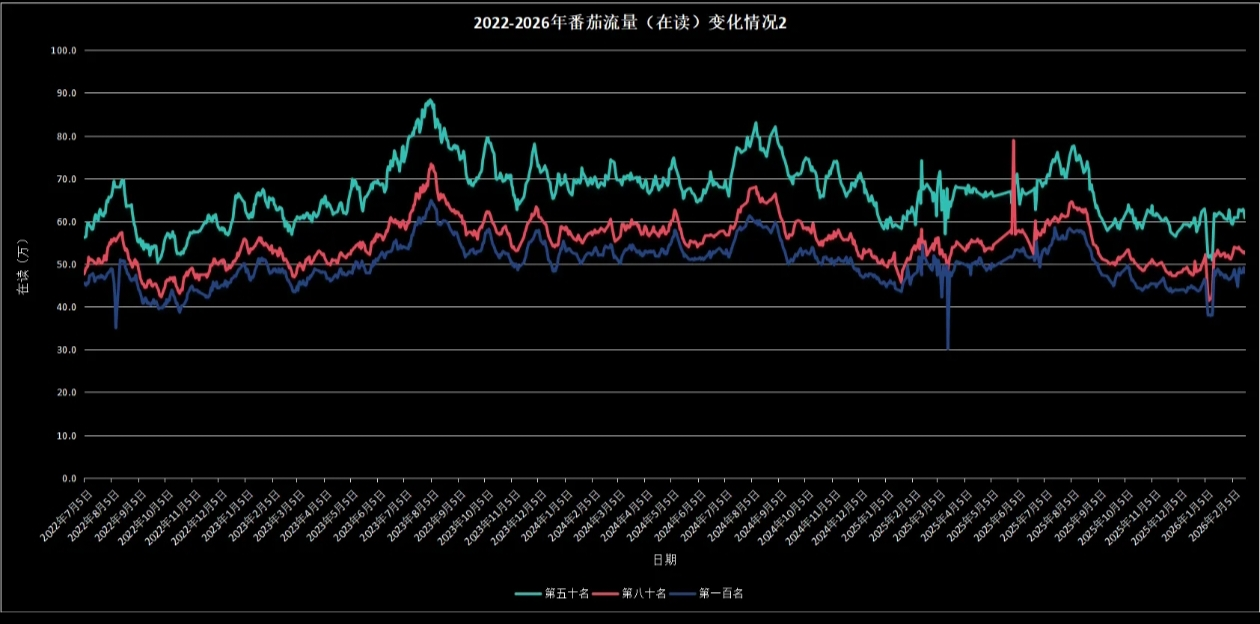 2022-2026年番茄流量（在读）变化情况2
100.0
90.0
80.0
70.0
60.0
50.0
40.0
30.0
20.0
10.0
0.0
在读（万）
2022年7月5日
2022年8月5日
2022年9月5日
2022年10月5日
2022年11月5日
2022年12月5日
2023年1月5日
2023年2月5日
2023年3月5日
2023年4月5日
2023年5月5日
2023年6月5日
2023年7月5日
2023年8月5日
2023年9月5日
2023年10月5日
2023年11月5日
2023年12月5日
2024年1月5日
2024年2月5日
2024年3月5日
2024年4月5日
2024年5月5日
2024年6月5日
2024年7月5日
2024年8月5日
2024年9月5日
2024年10月5日
2024年11月5日
2024年12月5日
2025年1月5日
2025年2月5日
2025年3月5日
2025年4月5日
2025年5月5日
2025年6月5日
2025年7月5日
2025年8月5日
2025年9月5日
2025年10月5日
2025年11月5日
2025年12月5日
2026年1月5日
2026年2月5日
日期
第五十名 第八十名 第一百名